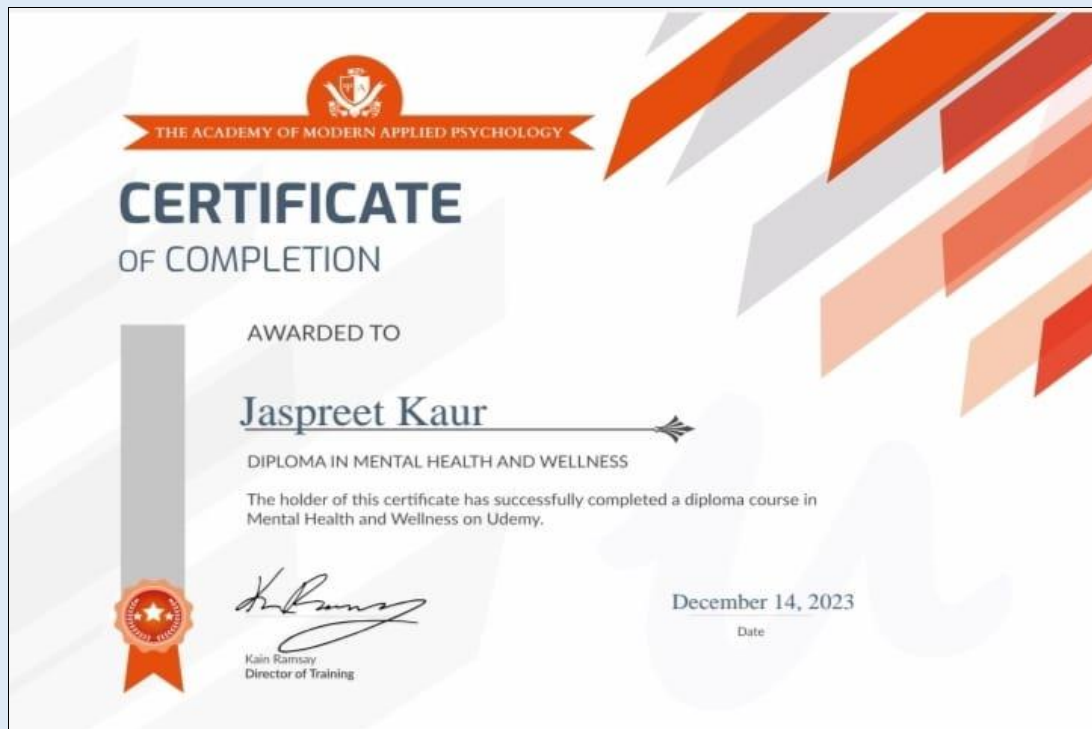 THE ACADEMY OF MODERN APPLIED PSYCHOLOGY
CERTIFICATE
OF COMPLETION
AWARDED TO
Jaspreet Kaur
DIPLOMA IN MENTAL HEALTH AND WELLNESS
The holder of this certificate has successfully completed a diploma course in
Mental Health and Wellness on Udemy.
Kain Ramsay
Director of Training
December 14, 2023
Date